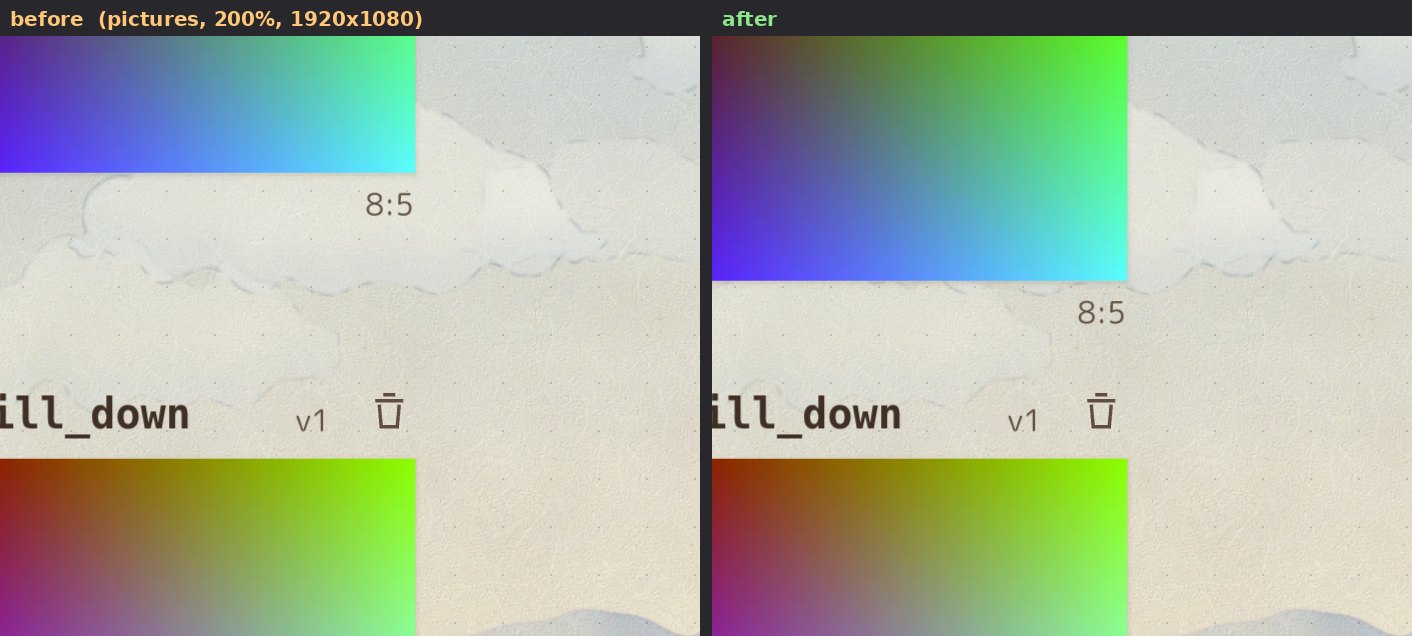 before (pictures, 200%, 1920x1080)
after
8:5
8:5
ill_down
v1
ill_down
v1